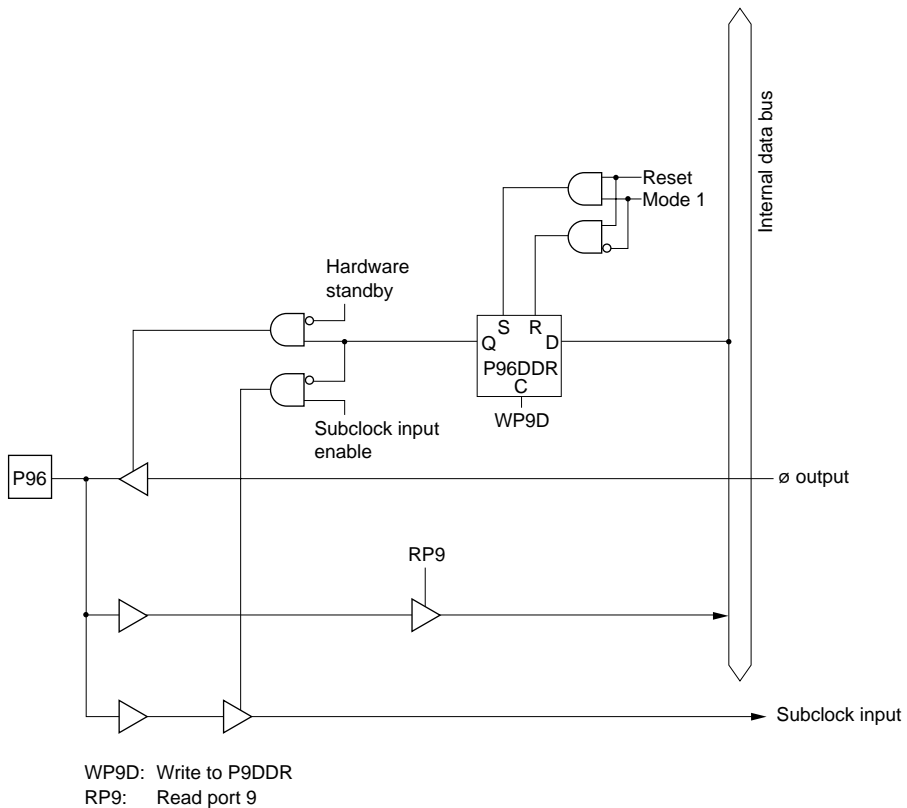 Internal data bus
Reset
Mode 1
Hardware
standby
S R
Q D
P96DDR
C
WP9D
Subclock input
enable
P96
ø output
RP9
Subclock input
WP9D: Write to P9DDR
RP9: Read port 9